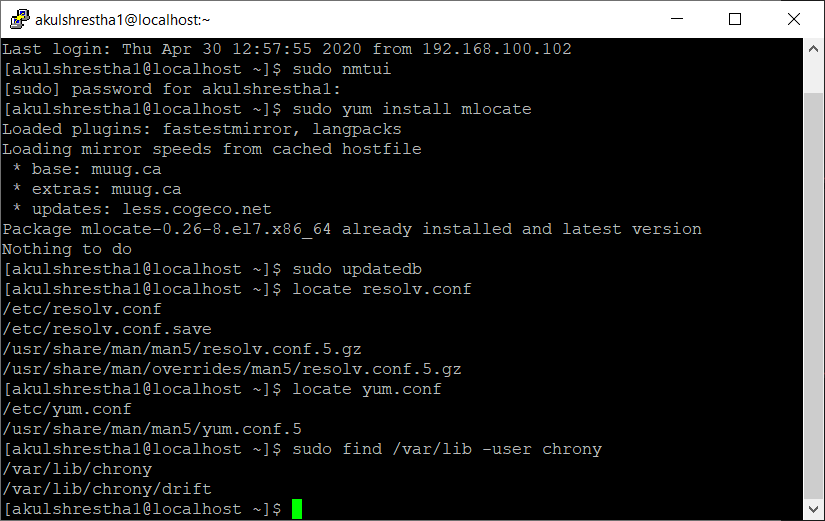 akulshrestha1@localhost:~
Last login: Thu Apr 30 12:57:55 2020 from 192.168.100.102
[akulshrestha1@localhost ~]$ sudo nmtui
[sudo] password for akulshrestha1:
[akulshrestha1@localhost ~]$ sudo yum install mlocate
Loaded plugins: fastestmirror, langpacks
Loading mirror speeds from cached hostfile
 * base: muug.ca
 * extras: muug.ca
 * updates: less.cogeco.net
Package mlocate-0.26-8.el7.x86_64 already installed and latest version
Nothing to do
[akulshrestha1@localhost ~]$ sudo updatedb
[akulshrestha1@localhost ~]$ locate resolv.conf
/etc/resolv.conf
/etc/resolv.conf.save
/usr/share/man/man5/resolv.conf.5.gz
/usr/share/man/overrides/man5/resolv.conf.5.gz
[akulshrestha1@localhost ~]$ locate yum.conf
/etc/yum.conf
/usr/share/man/man5/yum.conf.5
[akulshrestha1@localhost ~]$ sudo find /var/lib -user chrony
/var/lib/chrony
/var/lib/chrony/drift
[akulshrestha1@localhost ~]$